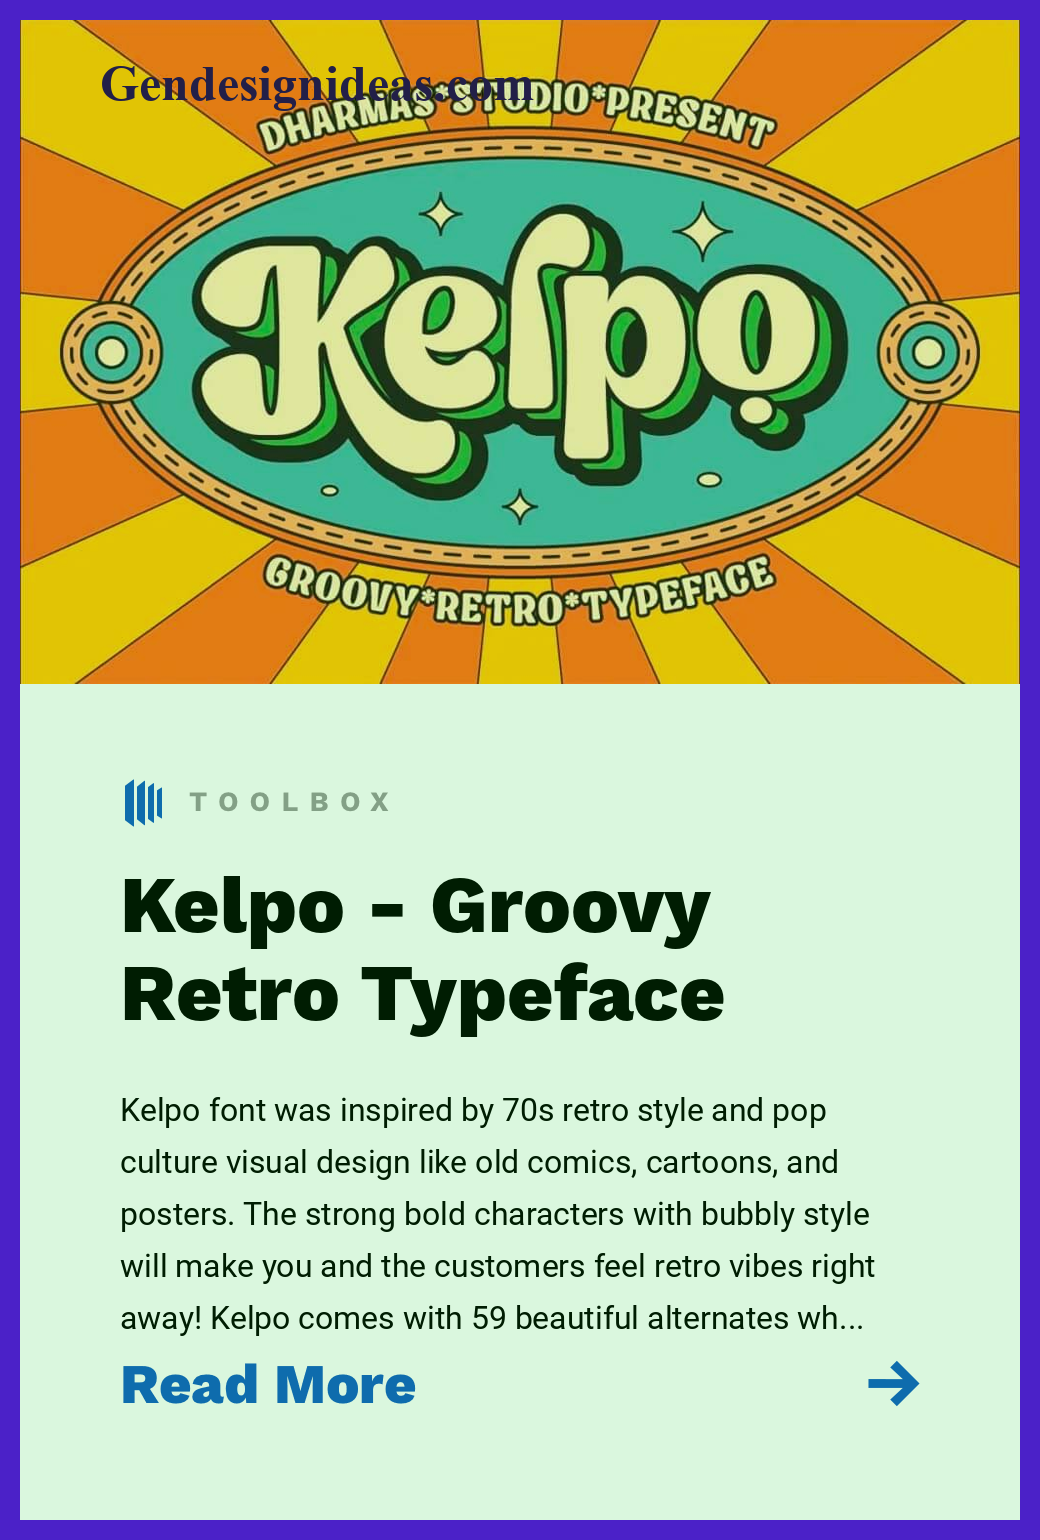 Gendesignideas.com
DHARMAS*STUDIO*PRESENT
Kelpo
GROOVY*RETRO*TYPEFACE
TOOLBOX
Kelpo - Groovy
Retro Typeface
Kelpo font was inspired by 70s retro style and pop
culture visual design like old comics, cartoons, and
posters. The strong bold characters with bubbly style
will make you and the customers feel retro vibes right
away! Kelpo comes with 59 beautiful alternates wh...
Read More